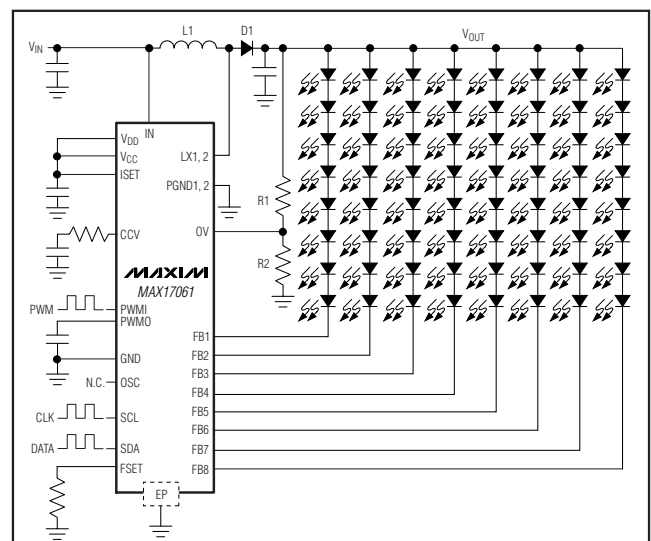 L1
D1
VIN
VOUT
IN
VDD
VCC
ISET
LX1, 2
PGND1, 2
R1
CCV
OV
R2
MAXIM
MAX17061
PWM
PWMI
PWMO
FB1
GND
FB2
FB3
N.C.
OSC
FB4
CLK
SCL
FB5
FB6
DATA
SDA
FB7
FSET
FB8
EP